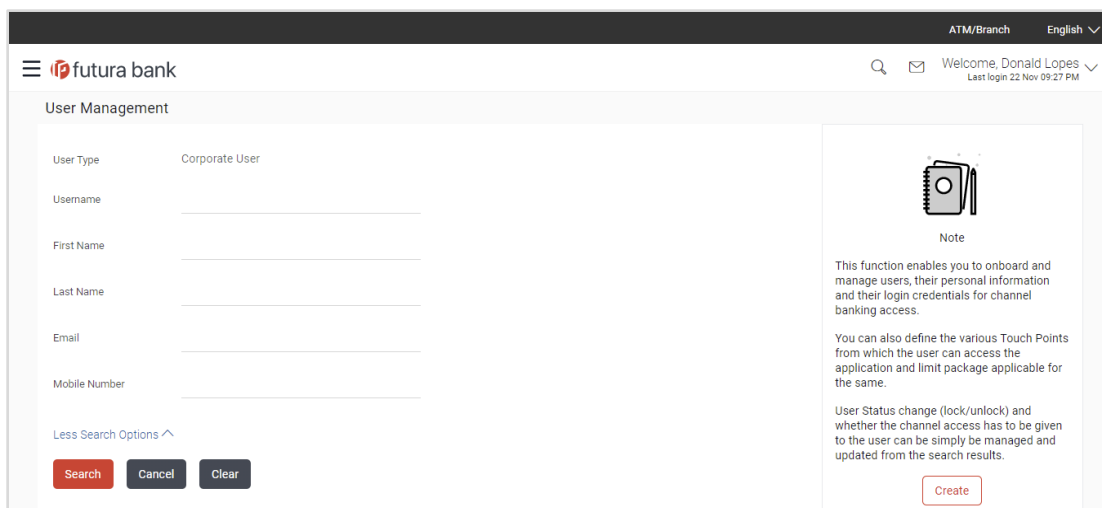 ATM/Branch English
futura bank
Welcome, Donald Lopes
Last login 22 Nov 09:27 PM
User Management
User Type Corporate User
Username
First Name
Last Name
Email
Mobile Number
Less Search Options
Search Cancel Clear
Note
This function enables you to onboard and
manage users, their personal information
and their login credentials for channel
banking access.
You can also define the various Touch Points
from which the user can access the
application and limit package applicable for
the same.
User Status change (lock/unlock) and
whether the channel access has to be given
to the user can be simply be managed and
updated from the search results.
Create